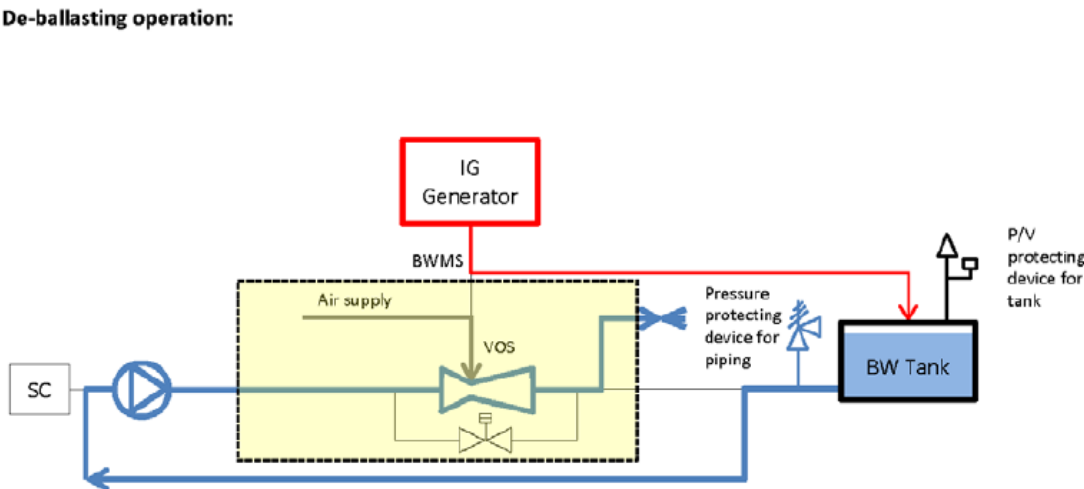 De-ballasting operation:
IG
Generator
BWMS
Air supply
VOS
Pressure
protecting
device for
piping
P/V
protecting
device for
tank
SC
BW Tank